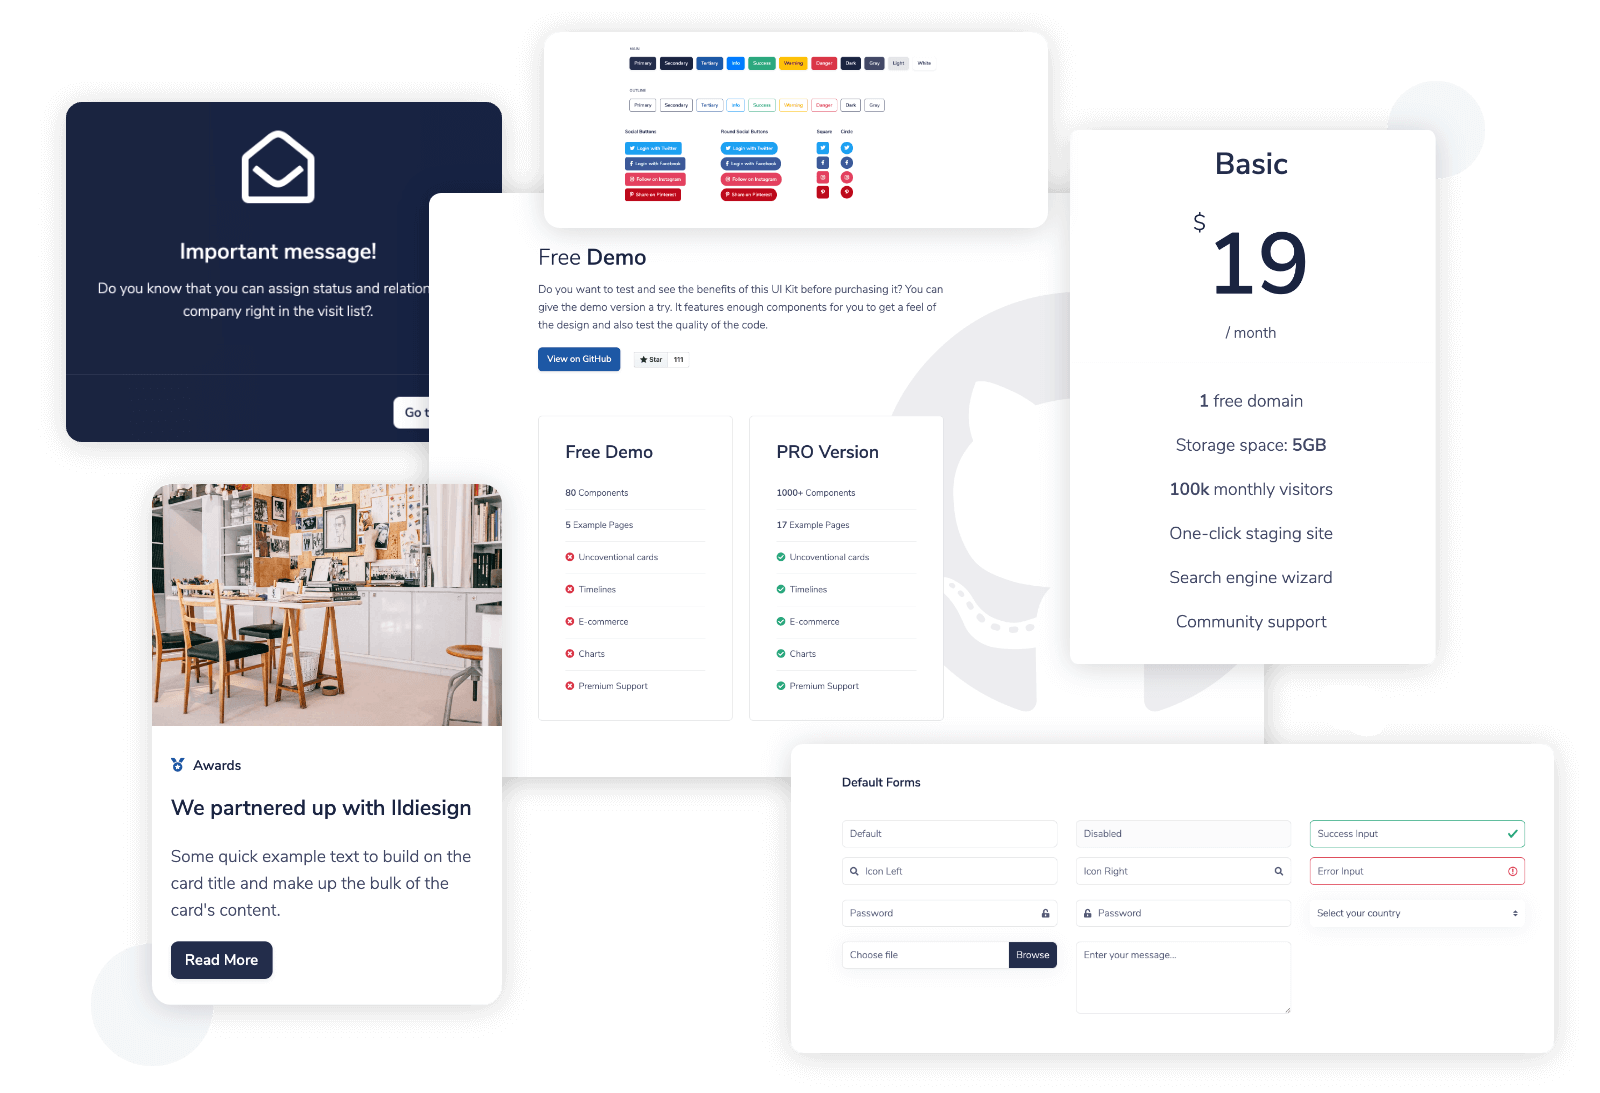 MAIN
Primary Secondary Tertiary Info Success Warning Danger Dark Gray Light White
OUTLINE
Primary Secondary Tertiary Info Success Warning Danger Dark Gray
Social Buttons Round Social Buttons Square Circle
Login with Twitter Login with Twitter
Login with Facebook Login with Facebook
Follow on Instagram Follow on Instagram
Share on Pinterest Share on Pinterest
Important message!
Do you know that you can assign status and relation
company right in the visit list?.
Go t
Free Demo
Do you want to test and see the benefits of this UI Kit before purchasing it? You can
give the demo version a try. It features enough components for you to get a feel of
the design and also test the quality of the code.
View on GitHub Star 111
Free Demo
80 Components
5 Example Pages
Uncoventional cards
Timelines
E-commerce
Charts
Premium Support
PRO Version
1000+ Components
17 Example Pages
Uncoventional cards
Timelines
E-commerce
Charts
Premium Support
Basic
$ 19
/ month
1 free domain
Storage space: 5GB
100k monthly visitors
One-click staging site
Search engine wizard
Community support
Awards
We partnered up with Ildiesign
Some quick example text to build on the
card title and make up the bulk of the
card's content.
Read More
Default Forms
Default Disabled Success Input
Icon Left Icon Right Error Input
Password Password Select your country
Choose file Browse Enter your message...